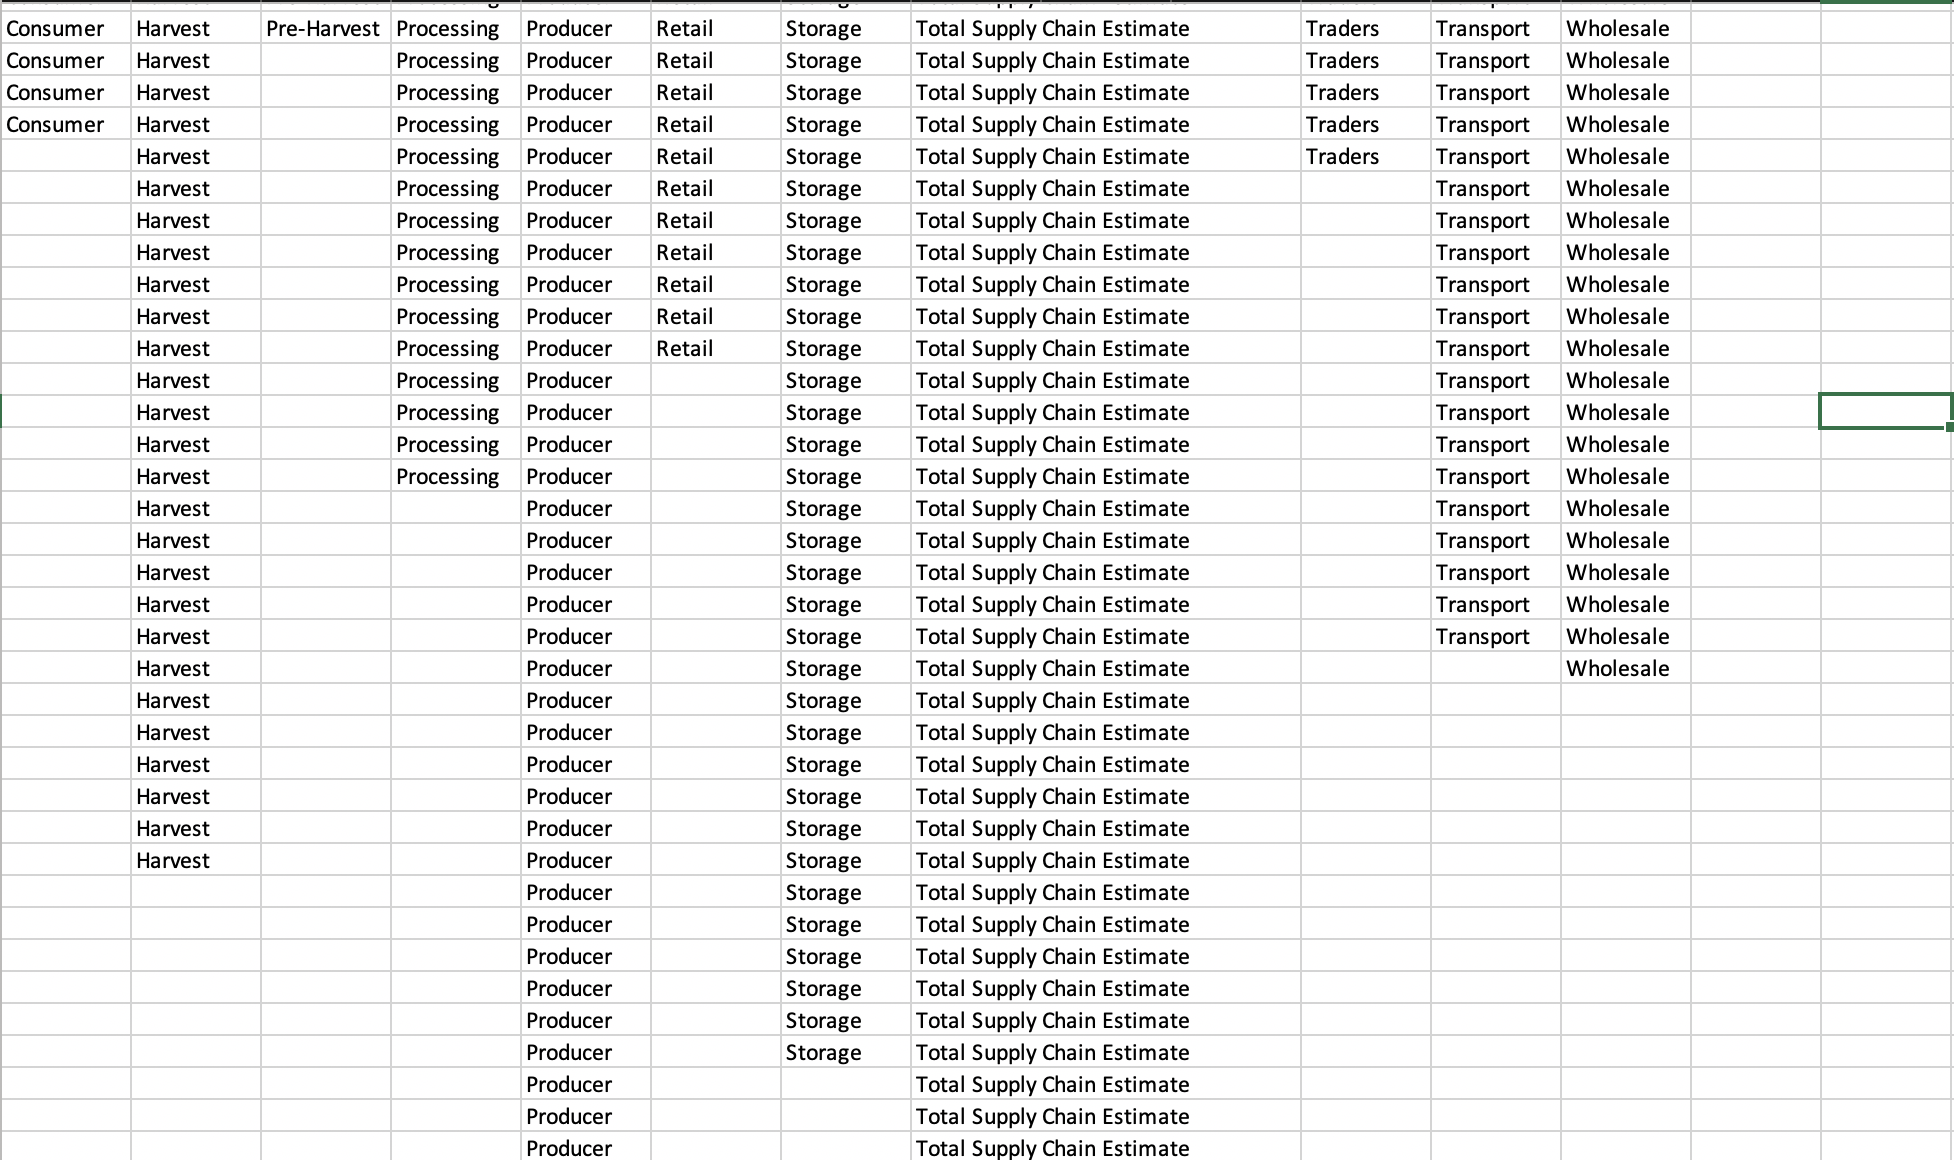 Consumer Harvest Pre-Harvest Processing Producer Retail Storage Total Supply Chain Estimate Traders Transport Wholesale
Consumer Harvest Processing Producer Retail Storage Total Supply Chain Estimate Traders Transport Wholesale
Consumer Harvest Processing Producer Retail Storage Total Supply Chain Estimate Traders Transport Wholesale
Consumer Harvest Processing Producer Retail Storage Total Supply Chain Estimate Traders Transport Wholesale
Harvest Processing Producer Retail Storage Total Supply Chain Estimate Traders Transport Wholesale
Harvest Processing Producer Retail Storage Total Supply Chain Estimate Transport Wholesale
Harvest Processing Producer Retail Storage Total Supply Chain Estimate Transport Wholesale
Harvest Processing Producer Retail Storage Total Supply Chain Estimate Transport Wholesale
Harvest Processing Producer Retail Storage Total Supply Chain Estimate Transport Wholesale
Harvest Processing Producer Retail Storage Total Supply Chain Estimate Transport Wholesale
Harvest Processing Producer Retail Storage Total Supply Chain Estimate Transport Wholesale
Harvest Processing Producer Storage Total Supply Chain Estimate Transport Wholesale
Harvest Processing Producer Storage Total Supply Chain Estimate Transport Wholesale
Harvest Processing Producer Storage Total Supply Chain Estimate Transport Wholesale
Harvest Processing Producer Storage Total Supply Chain Estimate Transport Wholesale
Harvest Producer Storage Total Supply Chain Estimate Transport Wholesale
Harvest Producer Storage Total Supply Chain Estimate Transport Wholesale
Harvest Producer Storage Total Supply Chain Estimate Transport Wholesale
Harvest Producer Storage Total Supply Chain Estimate Transport Wholesale
Harvest Producer Storage Total Supply Chain Estimate Transport Wholesale
Harvest Producer Storage Total Supply Chain Estimate Wholesale
Harvest Producer Storage Total Supply Chain Estimate
Harvest Producer Storage Total Supply Chain Estimate
Harvest Producer Storage Total Supply Chain Estimate
Harvest Producer Storage Total Supply Chain Estimate
Harvest Producer Storage Total Supply Chain Estimate
Harvest Producer Storage Total Supply Chain Estimate
Producer Storage Total Supply Chain Estimate
Producer Storage Total Supply Chain Estimate
Producer Storage Total Supply Chain Estimate
Producer Storage Total Supply Chain Estimate
Producer Storage Total Supply Chain Estimate
Producer Storage Total Supply Chain Estimate
Producer Total Supply Chain Estimate
Producer Total Supply Chain Estimate
Producer Total Supply Chain Estimate